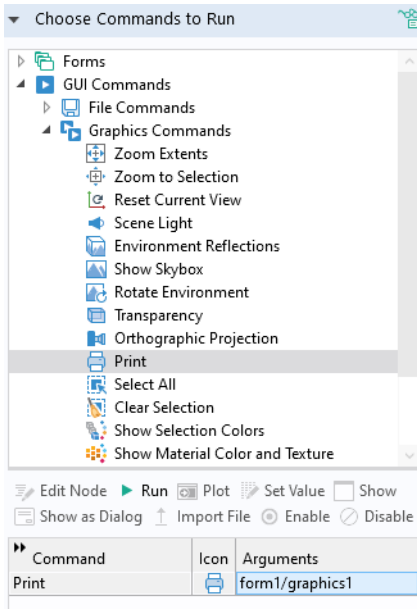 Choose Commands to Run
Forms
GUI Commands
File Commands
Graphics Commands
Zoom Extents
Zoom to Selection
Reset Current View
Scene Light
Environment Reflections
Show Skybox
Rotate Environment
Transparency
Orthographic Projection
Print
Select All
Clear Selection
Show Selection Colors
Show Material Color and Texture
Edit Node Run Plot Set Value Show
Show as Dialog Import File Enable Disable
Command Icon Arguments
Print form1/graphics1